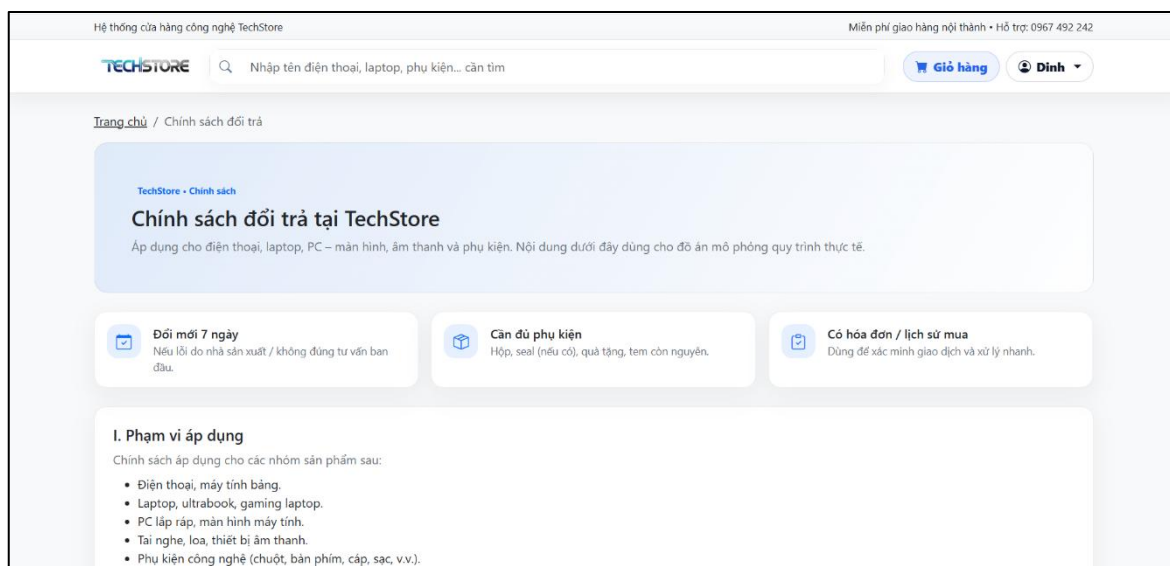 Hệ thống cửa hàng công nghệ TechStore
Miễn phí giao hàng nội thành • Hỗ trợ: 0967 492 242
TECHSTORE
Nhập tên điện thoại, laptop, phụ kiện... cần tìm
Giỏ hàng
Dinh
Trang chủ / Chính sách đổi trả
TechStore • Chính sách
Chính sách đổi trả tại TechStore
Áp dụng cho điện thoại, laptop, PC – màn hình, âm thanh và phụ kiện. Nội dung dưới đây dùng cho đồ án mô phỏng quy trình thực tế.
Đổi mới 7 ngày
Nếu lỗi do nhà sản xuất / không đúng tư vấn ban
đầu.
Cần đủ phụ kiện
Hộp, seal (nếu có), quà tặng, tem còn nguyên.
Có hóa đơn / lịch sử mua
Dùng để xác minh giao dịch và xử lý nhanh.
I. Phạm vi áp dụng
Chính sách áp dụng cho các nhóm sản phẩm sau:
• Điện thoại, máy tính bảng.
• Laptop, ultrabook, gaming laptop.
• PC lắp ráp, màn hình máy tính.
• Tai nghe, loa, thiết bị âm thanh.
• Phụ kiện công nghệ (chuột, bàn phím, cáp, sạc, v.v.).